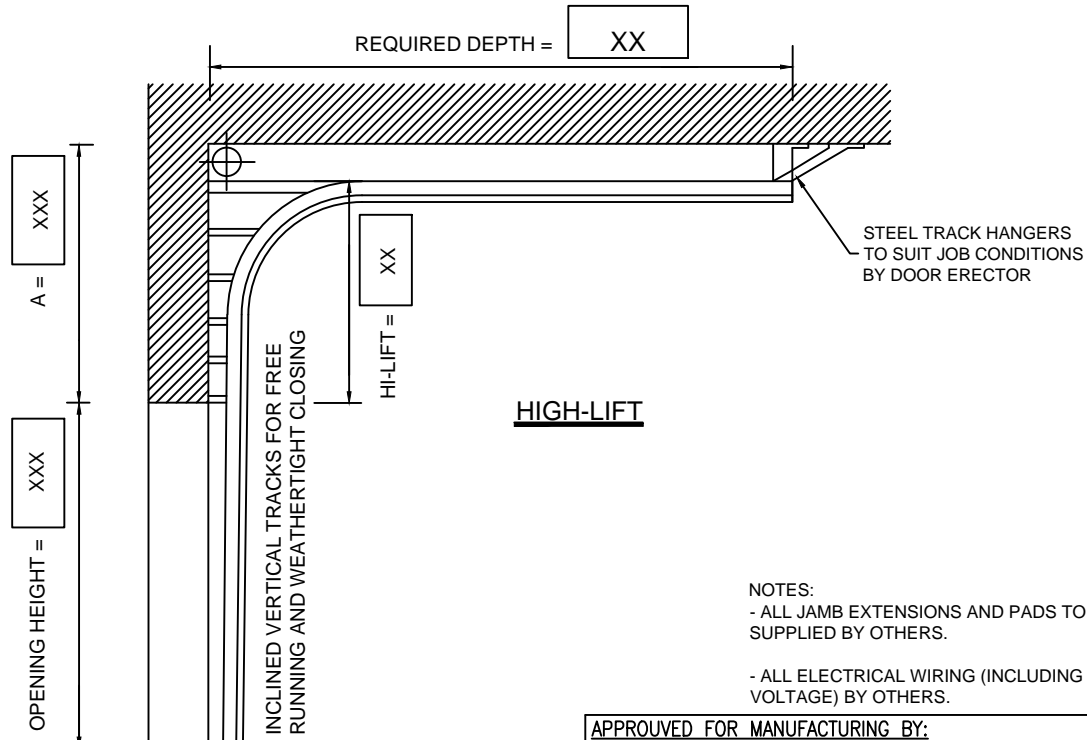 REQUIRED DEPTH = XX
A = XXX
HI-LIFT = XX
STEEL TRACK HANGERS
TO SUIT JOB CONDITIONS
BY DOOR ERECTOR
HIGH-LIFT
OPENING HEIGHT = XXX
INCLINED VERTICAL TRACKS FOR FREE
RUNNING AND WEATHERTIGHT CLOSING
NOTES:
- ALL JAMB EXTENSIONS AND PADS TO
SUPPLIED BY OTHERS.
- ALL ELECTRICAL WIRING (INCLUDING
VOLTAGE) BY OTHERS.
APPROUVED FOR MANUFACTURING BY: